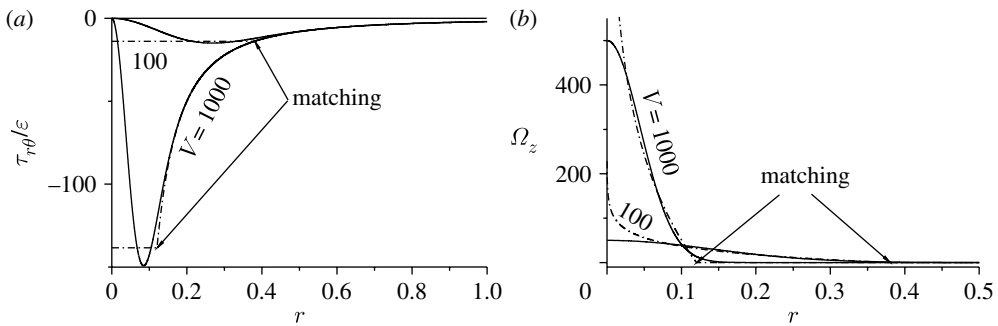 (a)
0
100
matching
V = 1000
τrθ/ε
−100
0 0.2 0.4 0.6 0.8 1.0
r
(b)
400
V = 1000
Ωz
matching
200
100
0 0.1 0.2 0.3 0.4 0.5
r